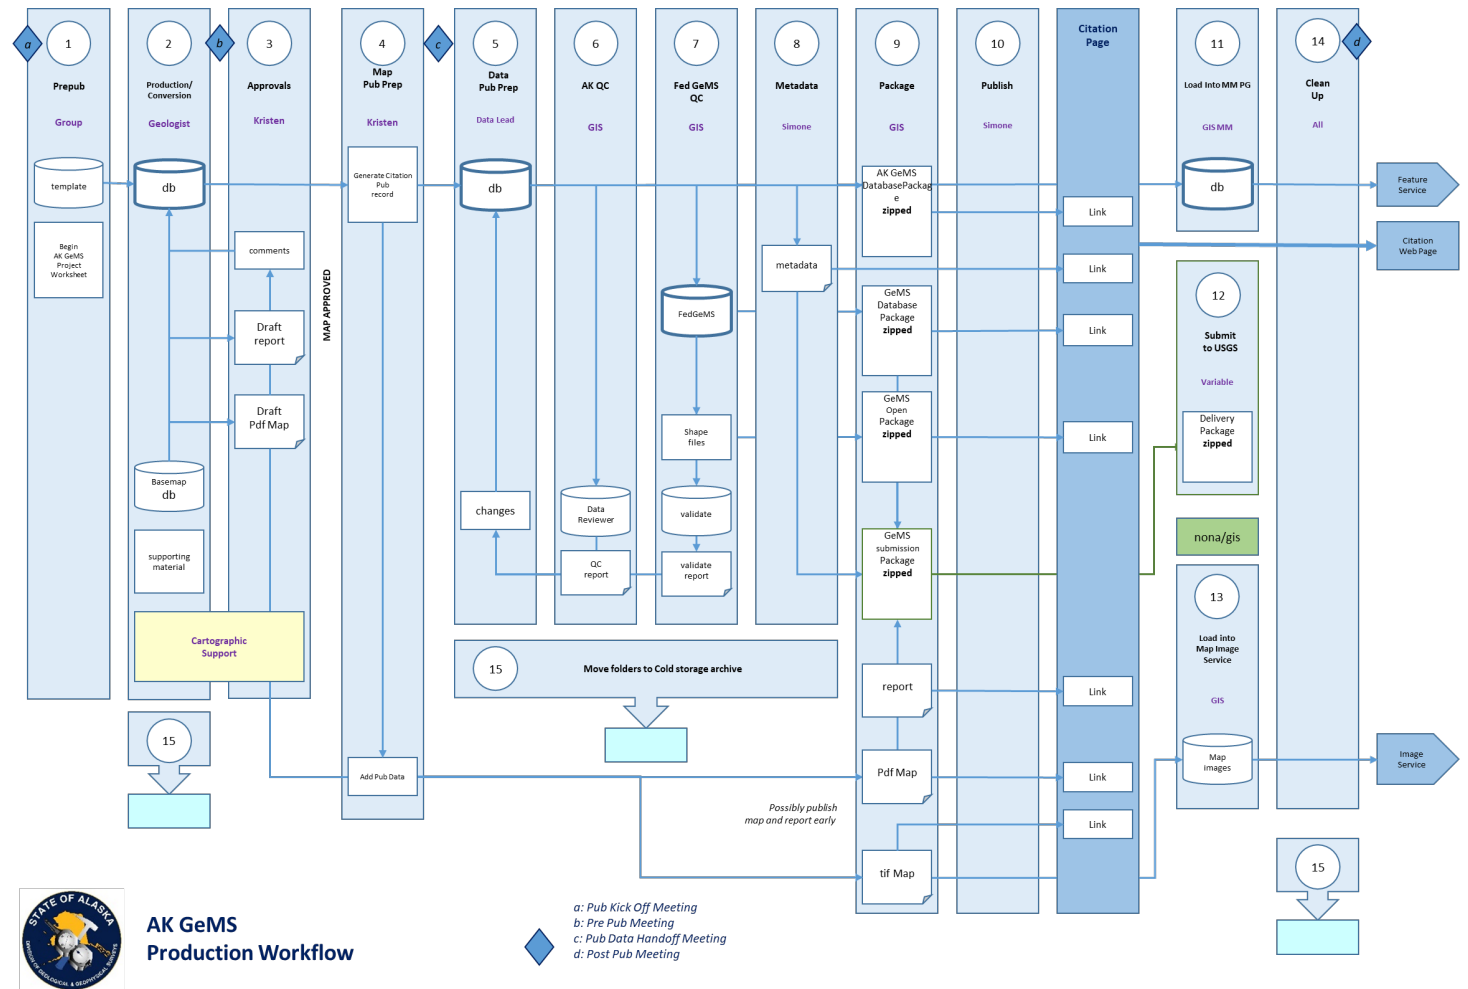 a
1
Prepub
Group
template
Begin
AK GeMS
Project
Worksheet
2
Production/
Conversion
Geologist
db
Basemap
db
supporting
material
Cartographic
Support
15
b
3
Approvals
Kristen
comments
Draft
report
Draft
Pdf Map
MAP APPROVED
4
Map
Pub Prep
Kristen
Generate Citation
Pub
record
Add Pub Data
c
5
Data
Pub Prep
Data Lead
db
changes
6
AK QC
GIS
Data
Reviewer
QC
report
7
Fed GeMS
QC
GIS
FedGeMS
Shape
files
validate
validate
report
15
Move folders to Cold storage archive
8
Metadata
Simone
metadata
Possibly publish
map and report early
9
Package
GIS
AK GeMS
DatabasePackag
e
zipped
GeMS
Database
Package
zipped
GeMS
Open
Package
zipped
GeMS
submission
Package
zipped
report
Pdf Map
tif Map
10
Publish
Simone
Citation
Page
Link
Link
Link
Link
Link
Link
Link
11
Load Into MM PG
GIS MM
db
12
Submit
to USGS
Variable
Delivery
Package
zipped
nona/gis
13
Load into
Map Image
Service
GIS
Map
images
14
d
Clean
Up
All
15
Feature
Service
Citation
Web Page
Image
Service
STATE OF ALASKA
DIVISION OF GEOLOGICAL & GEOPHYSICAL SURVEYS
AK GeMS
Production Workflow
a: Pub Kick Off Meeting
b: Pre Pub Meeting
c: Pub Data Handoff Meeting
d: Post Pub Meeting